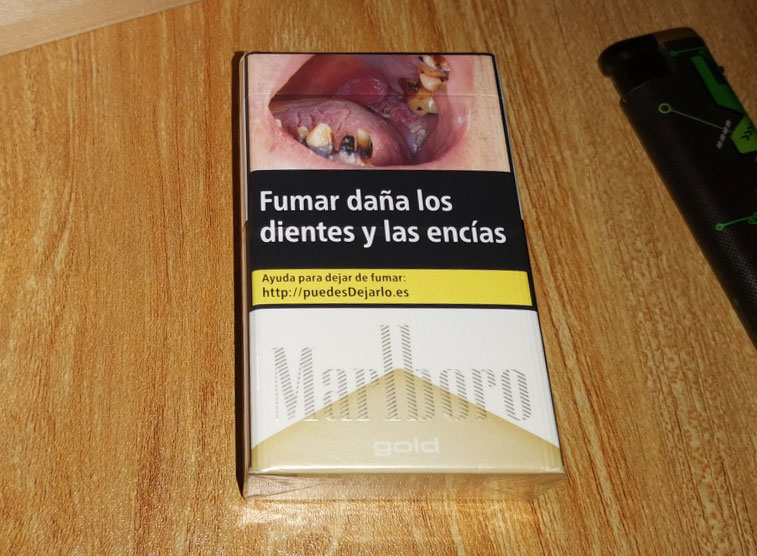 Fumar daña los
dientes y las encías
Ayuda para dejar de fumar:
http://puedesDejarlo.es
Marlboro
gold